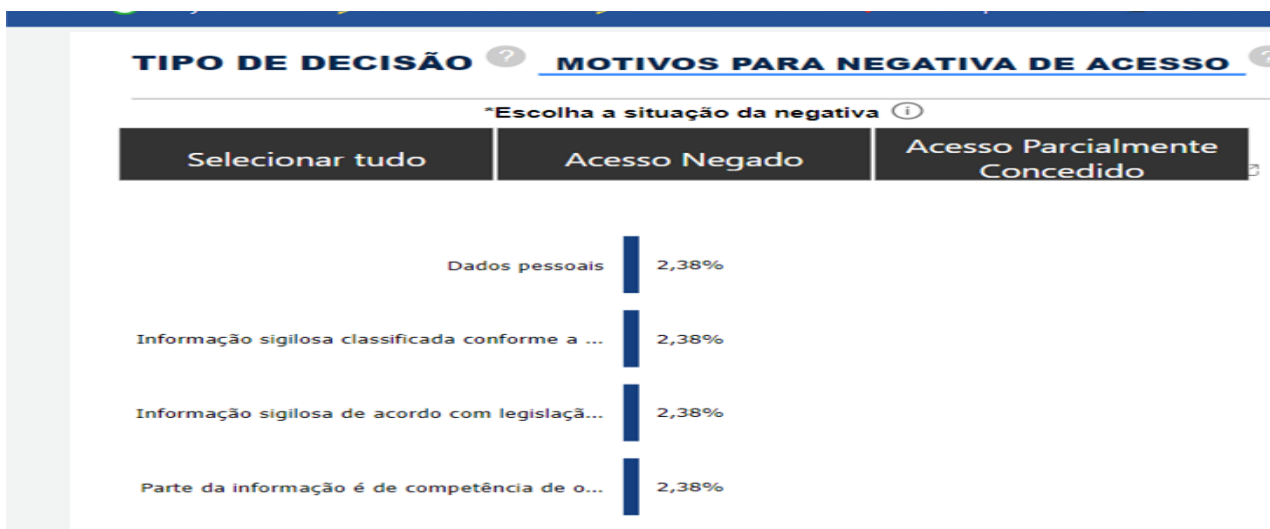 TIPO DE DECISÃO ? MOTIVOS PARA NEGATIVA DE ACESSO ?
*Escolha a situação da negativa i
Selecionar tudo
Acesso Negado
Acesso Parcialmente
Concedido
Dados pessoais 2,38%
Informação sigilosa classificada conforme a ... 2,38%
Informação sigilosa de acordo com legislaçã... 2,38%
Parte da informação é de competência de o... 2,38%